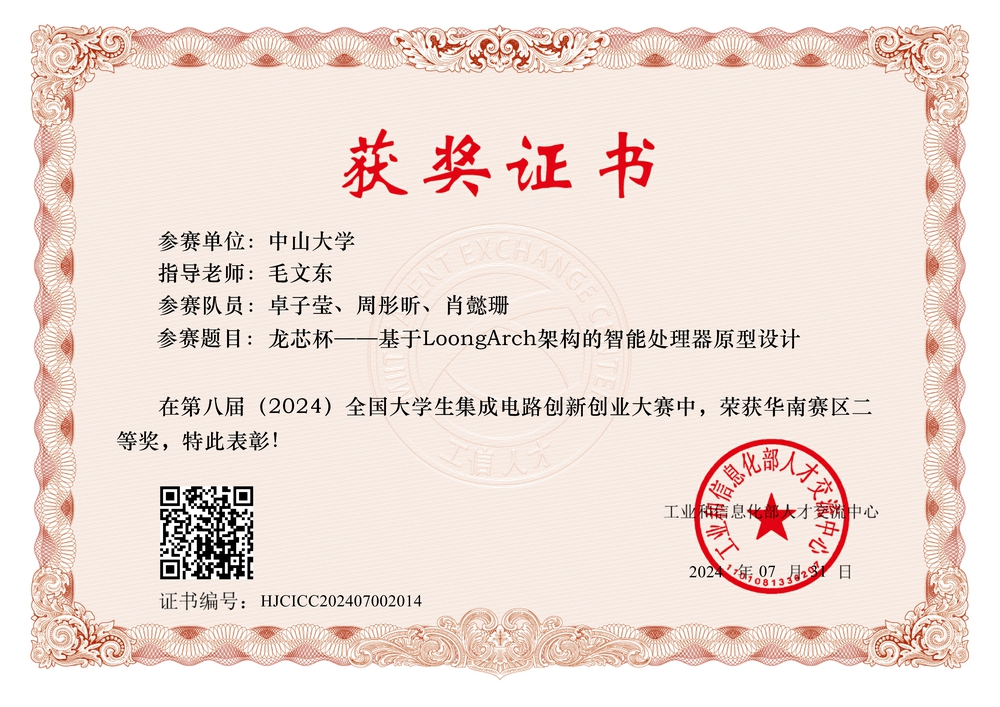 获奖证书
参赛单位：中山大学
指导老师：毛文东
参赛队员：卓子莹、周彤昕、肖懿珊
参赛题目：龙芯杯——基于LoongArch架构的智能处理器原型设计
在第八届（2024）全国大学生集成电路创新创业大赛中，荣获华南赛区二
等奖，特此表彰！
工业和信息化部人才交流中心
工业和信息化部人才交流中心
2024 年 07 月 31 日
证书编号：HJCICC202407002014
工信人才